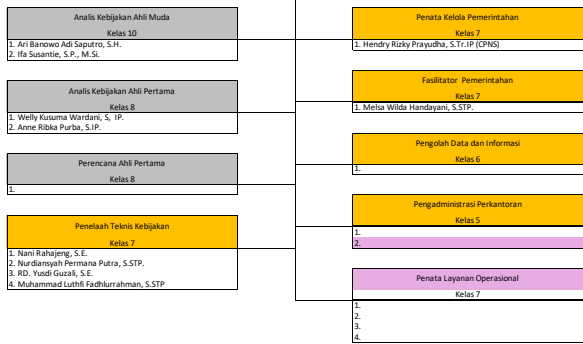 Analis Kebijakan Ahli Muda
Kelas 10
1. Ari Banowo Adi Saputro, S.H.
2. Ifa Susantie, S.P., M.Si.
Analis Kebijakan Ahli Pertama
Kelas 8
1. Welly Kusuma Wardani, S, IP.
2. Anne Ribka Purba, S.IP.
Perencana Ahli Pertama
Kelas 8
1.
Penelaah Teknis Kebijakan
Kelas 7
1. Nani Rahajeng, S.E.
2. Nurdiansyah Permana Putra, S.STP.
3. RD. Yusdi Guzali, S.E.
4. Muhammad Luthfi Fadhlurrahman, S.STP
Penata Kelola Pemerintahan
Kelas 7
1. Hendry Rizky Prayudha, S.Tr.IP (CPNS)
Fasilitator Pemerintahan
Kelas 7
1. Melsa Wilda Handayani, S.STP.
Pengolah Data dan Informasi
Kelas 6
1.
Pengadministrasi Perkantoran
Kelas 5
1.
2.
Penata Layanan Operasional
Kelas 7
1.
2.
3.
4.